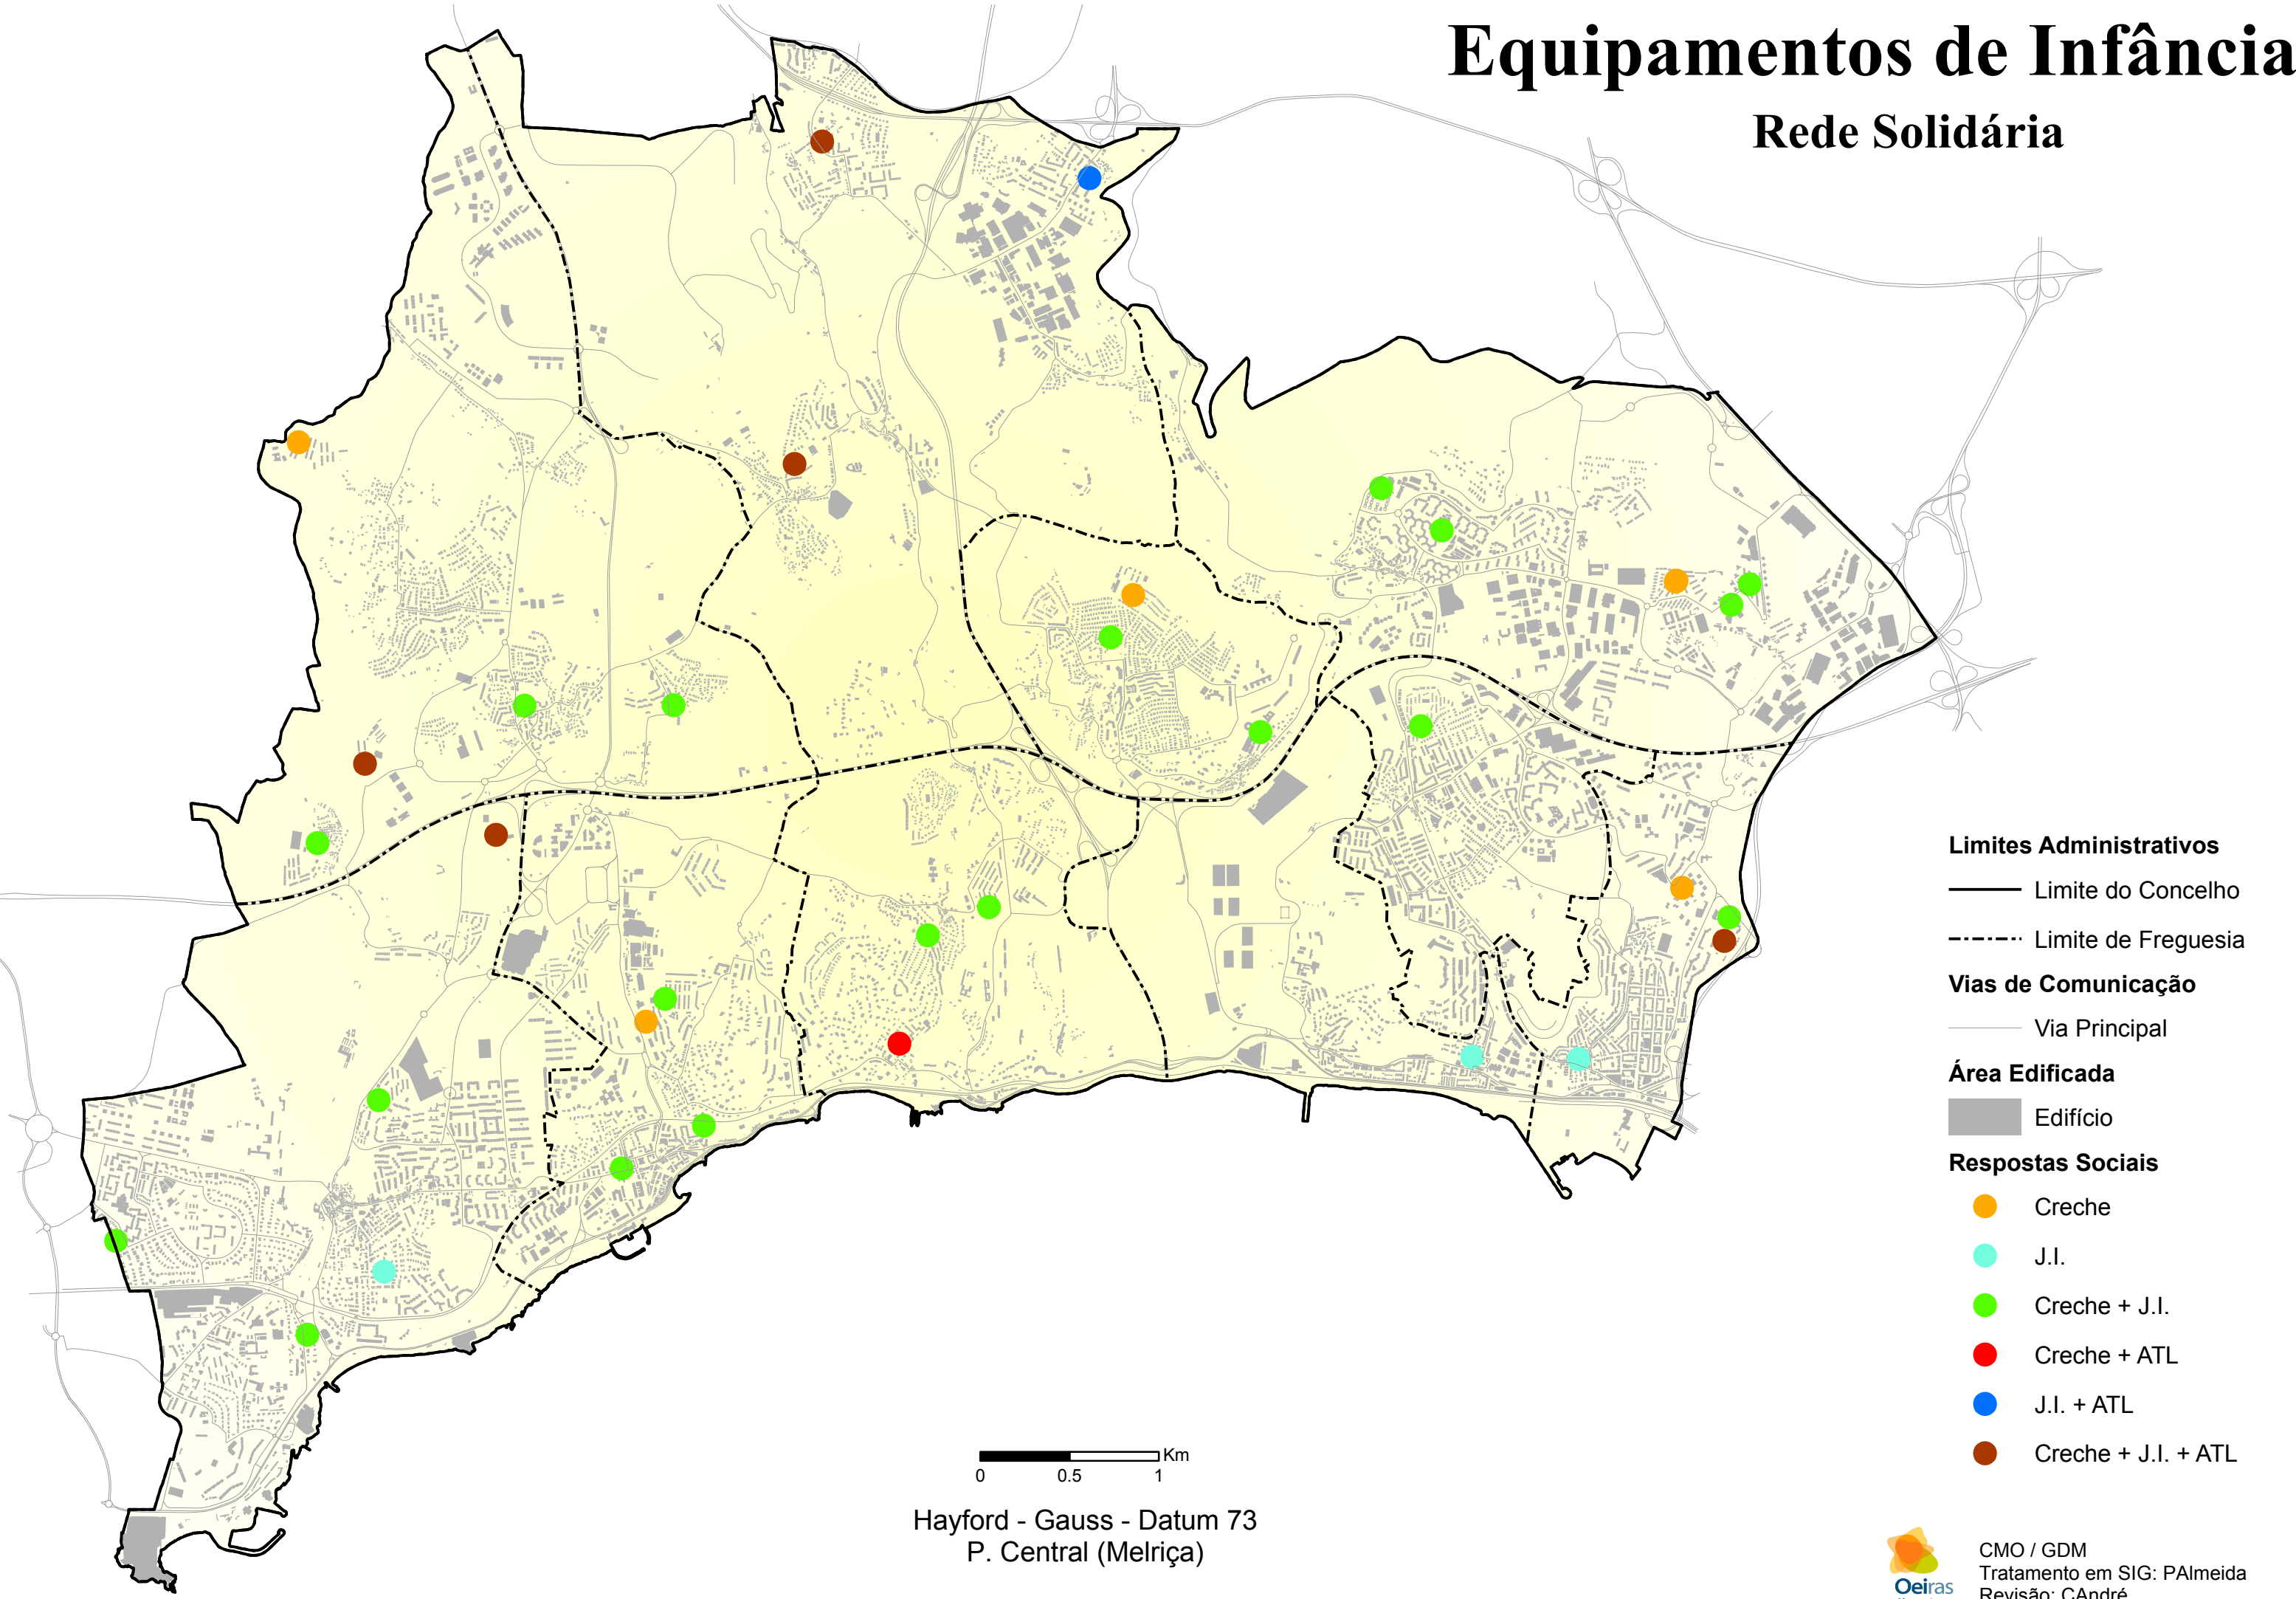 Equipamentos de Infância
Rede Solidária
Limites Administrativos
Limite do Concelho
Limite de Freguesia
Vias de Comunicação
Via Principal
Área Edificada
Edifício
Respostas Sociais
Creche
J.I.
Creche + J.I.
Creche + ATL
J.I. + ATL
Creche + J.I. + ATL
Km
0 0.5 1
Hayford - Gauss - Datum 73
P. Central (Melriça)
CMO / GDM
Tratamento em SIG: PAlmeida
Revisão: CAndré
Oeiras